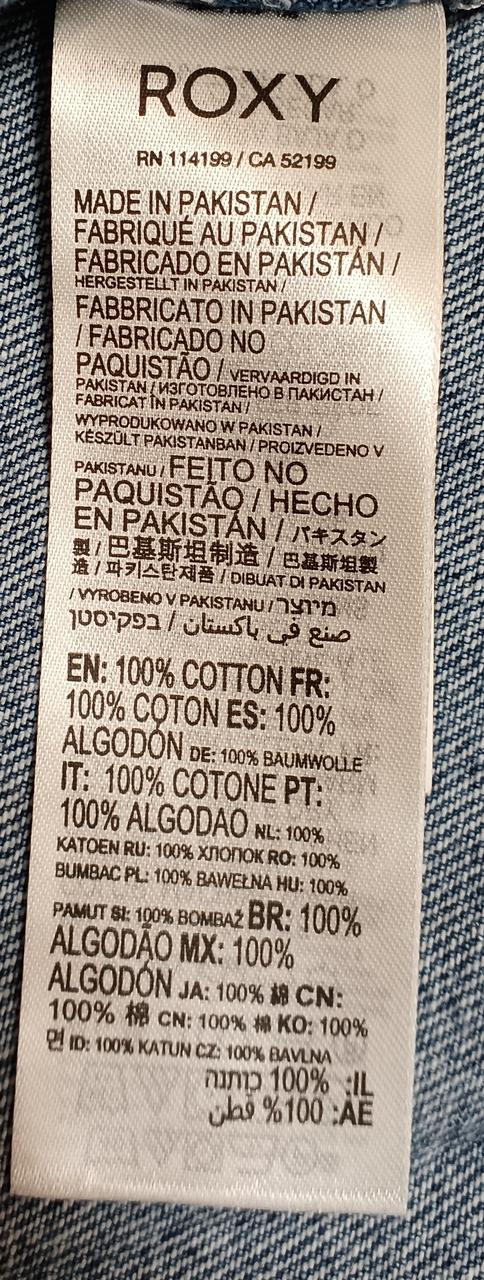 ROXY
RN 114199 / CA 52199
MADE IN PAKISTAN /
FABRIQUÉ AU PAKISTAN /
FABRICADO EN PAKISTÁN /
HERGESTELLT IN PAKISTAN /
FABBRICATO IN PAKISTAN
/ FABRICADO NO
PAQUISTÃO / VERVAARDIGD IN
PAKISTAN / ИЗГОТОВЛЕНО В ПАКИСТАН /
FABRICAT ÎN PAKISTAN /
WYPRODUKOWANO W PAKISTAN /
KÉSZÜLT PAKISTANBAN / PROIZVEDENO V
PAKISTANU / FEITO NO
PAQUISTÃO / HECHO
EN PAKISTÁN / パキスタン
製 / 巴基斯坦制造 / 巴基斯坦製
造 / 파키스탄제품 / DIBUAT DI PAKISTAN
/ VYROBENO V PAKISTANU / מיוצר
בפקיסטן / صنع في باكستان
EN: 100% COTTON FR:
100% COTON ES: 100%
ALGODÓN DE: 100% BAUMWOLLE
IT: 100% COTONE PT:
100% ALGODAO NL: 100%
KATOEN RU: 100% ХЛОПОК RO: 100%
BUMBAC PL: 100% BAWEŁNA HU: 100%
PAMUT SI: 100% BOMBAŽ BR: 100%
ALGODÃO MX: 100%
ALGODÓN JA: 100% 綿 CN:
100% 棉 CN: 100% 棉 KO: 100%
면 ID: 100% KATUN CZ: 100% BAVLNA
IL: 100% כותנה
AE: 100% قطن